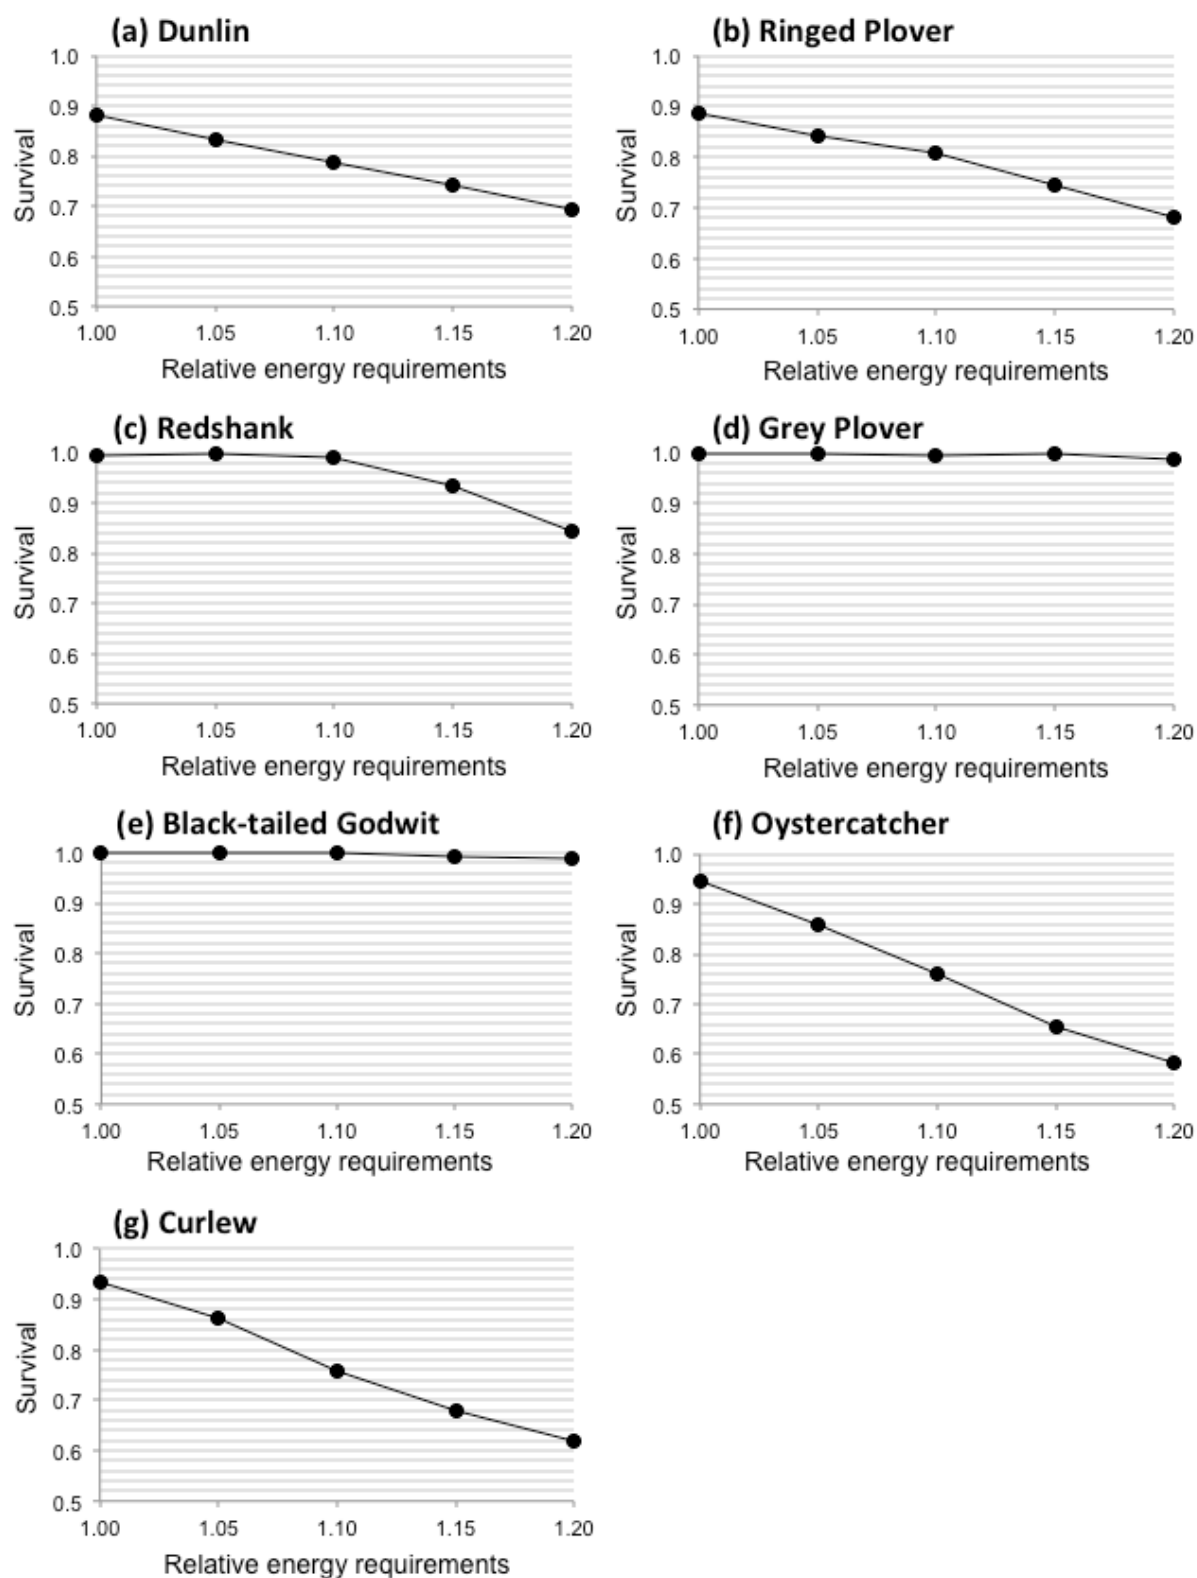 (a) Dunlin
1.0
0.9
0.8
0.7
0.6
0.5
Survival
1.00 1.05 1.10 1.15 1.20
Relative energy requirements
(b) Ringed Plover
1.0
0.9
0.8
0.7
0.6
0.5
Survival
1.00 1.05 1.10 1.15 1.20
Relative energy requirements
(c) Redshank
1.0
0.9
0.8
0.7
0.6
0.5
Survival
1.00 1.05 1.10 1.15 1.20
Relative energy requirements
(d) Grey Plover
1.0
0.9
0.8
0.7
0.6
0.5
Survival
1.00 1.05 1.10 1.15 1.20
Relative energy requirements
(e) Black-tailed Godwit
1.0
0.9
0.8
0.7
0.6
0.5
Survival
1.00 1.05 1.10 1.15 1.20
Relative energy requirements
(f) Oystercatcher
1.0
0.9
0.8
0.7
0.6
0.5
Survival
1.00 1.05 1.10 1.15 1.20
Relative energy requirements
(g) Curlew
1.0
0.9
0.8
0.7
0.6
0.5
Survival
1.00 1.05 1.10 1.15 1.20
Relative energy requirements